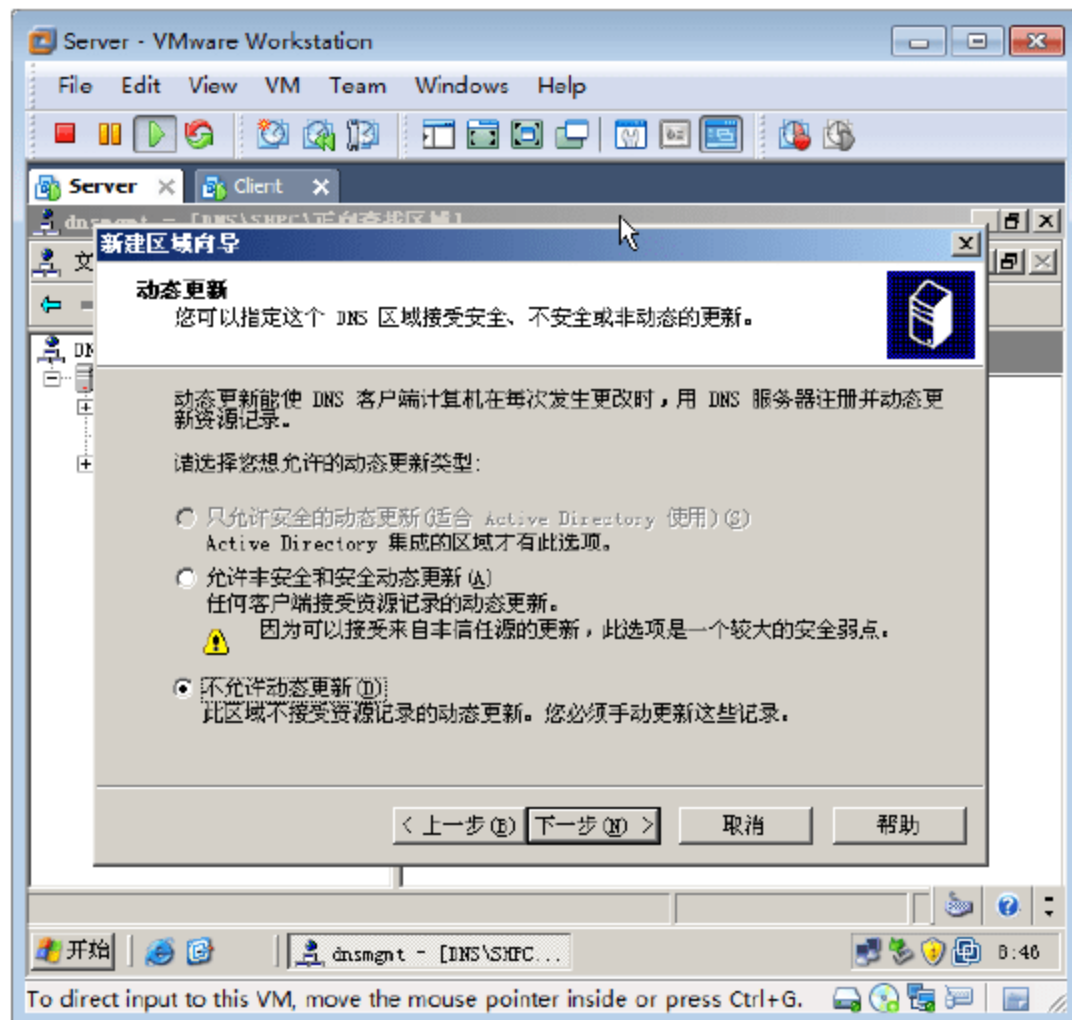 Server - VMware Workstation
File Edit View VM Team Windows Help
Server Client
dnsmgmt - [DNS\SHPC\正向查找区域]
新建区域向导
文
动态更新
您可以指定这个 DNS 区域接受安全、不安全或非动态的更新。
动态更新能使 DNS 客户端计算机在每次发生更改时，用 DNS 服务器注册并动态更
新资源记录。
请选择您想允许的动态更新类型:
只允许安全的动态更新(适合 Active Directory 使用)(S)
Active Directory 集成的区域才有此选项。
允许非安全和安全动态更新(A)
任何客户端接受资源记录的动态更新。
因为可以接受来自非信任源的更新，此选项是一个较大的安全弱点。
不允许动态更新(D)
此区域不接受资源记录的动态更新。您必须手动更新这些记录。
< 上一步(B) 下一步(N) > 取消 帮助
开始 dnsmgmt - [DNS\SHPC... 8:46
To direct input to this VM, move the mouse pointer inside or press Ctrl+G.